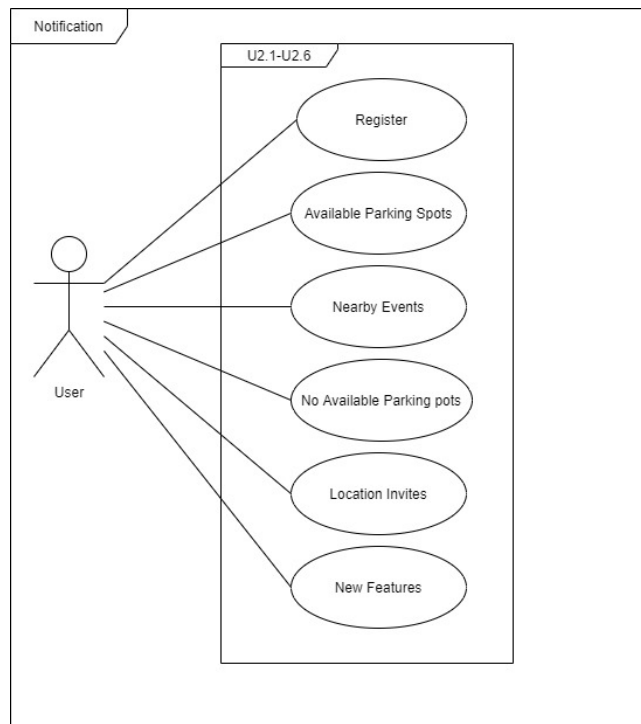 Notification
U2.1-U2.6
Register
Available Parking Spots
Nearby Events
No Available Parking pots
Location Invites
New Features
User